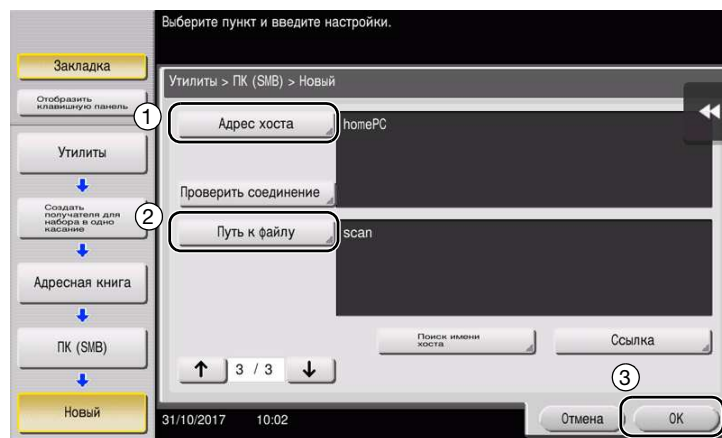 Выберите пункт и введите настройки.
Закладка
Отобразить
клавишную панель
Утилиты
Создать
получателя для
набора в одно
касание
Адресная книга
ПК (SMB)
Новый
Утилиты > ПК (SMB) > Новый
1
Адрес хоста
homePC
Проверить соединение
2
Путь к файлу
scan
Поиск имени
хоста
Ссылка
↑ 3 / 3 ↓
3
31/10/2017 10:02
Отмена
OK